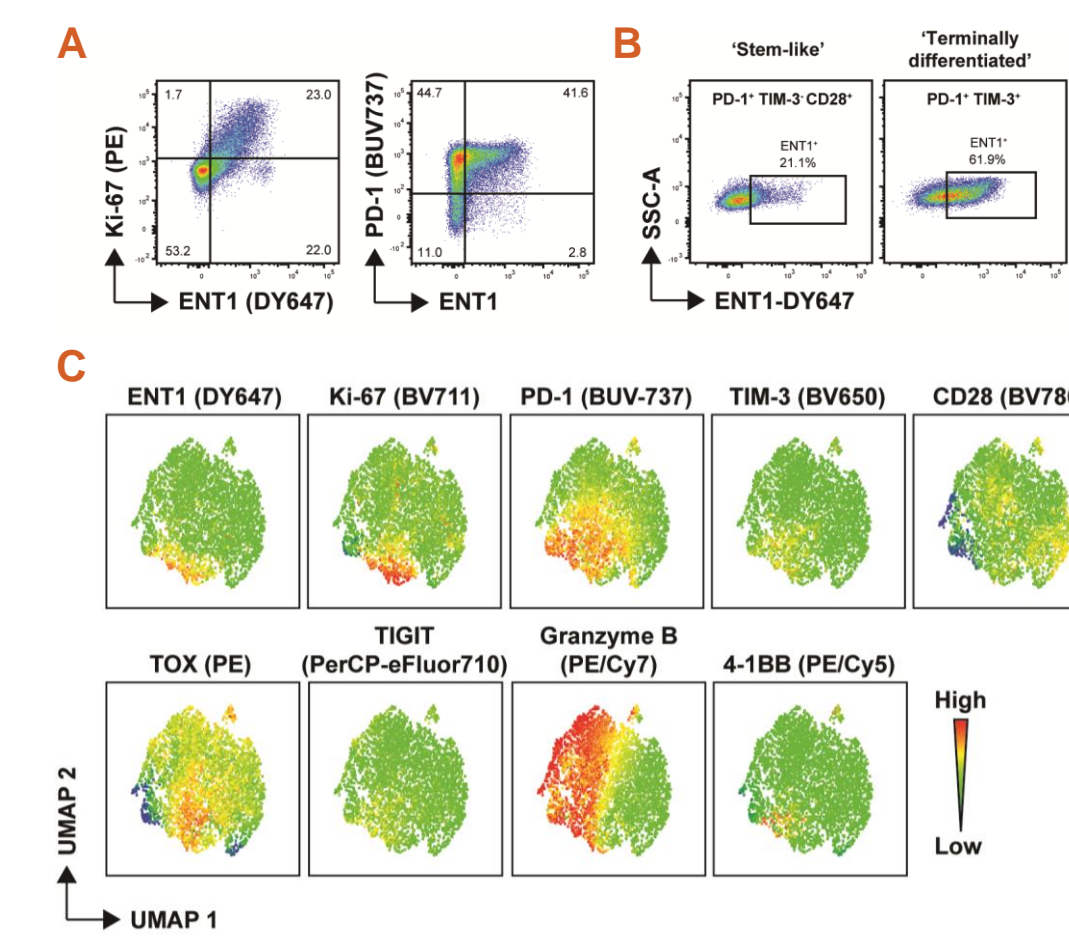 A
B
'Stem-like'
'Terminally
differentiated'
1.7
23.0
53.2
22.0
Ki-67 (PE)
ENT1 (DY647)
44.7
41.6
11.0
2.8
PD-1 (BUV737)
ENT1
PD-1⁺ TIM-3⁻CD28⁺
PD-1⁺ TIM-3⁺
ENT1⁺
21.1%
ENT1⁺
61.9%
SSC-A
ENT1-DY647
C
ENT1 (DY647)
Ki-67 (BV711)
PD-1 (BUV-737)
TIM-3 (BV650)
CD28 (BV78
TOX (PE)
TIGIT
(PerCP-eFluor710)
Granzyme B
(PE/Cy7)
4-1BB (PE/Cy5)
High
Low
UMAP 2
UMAP 1